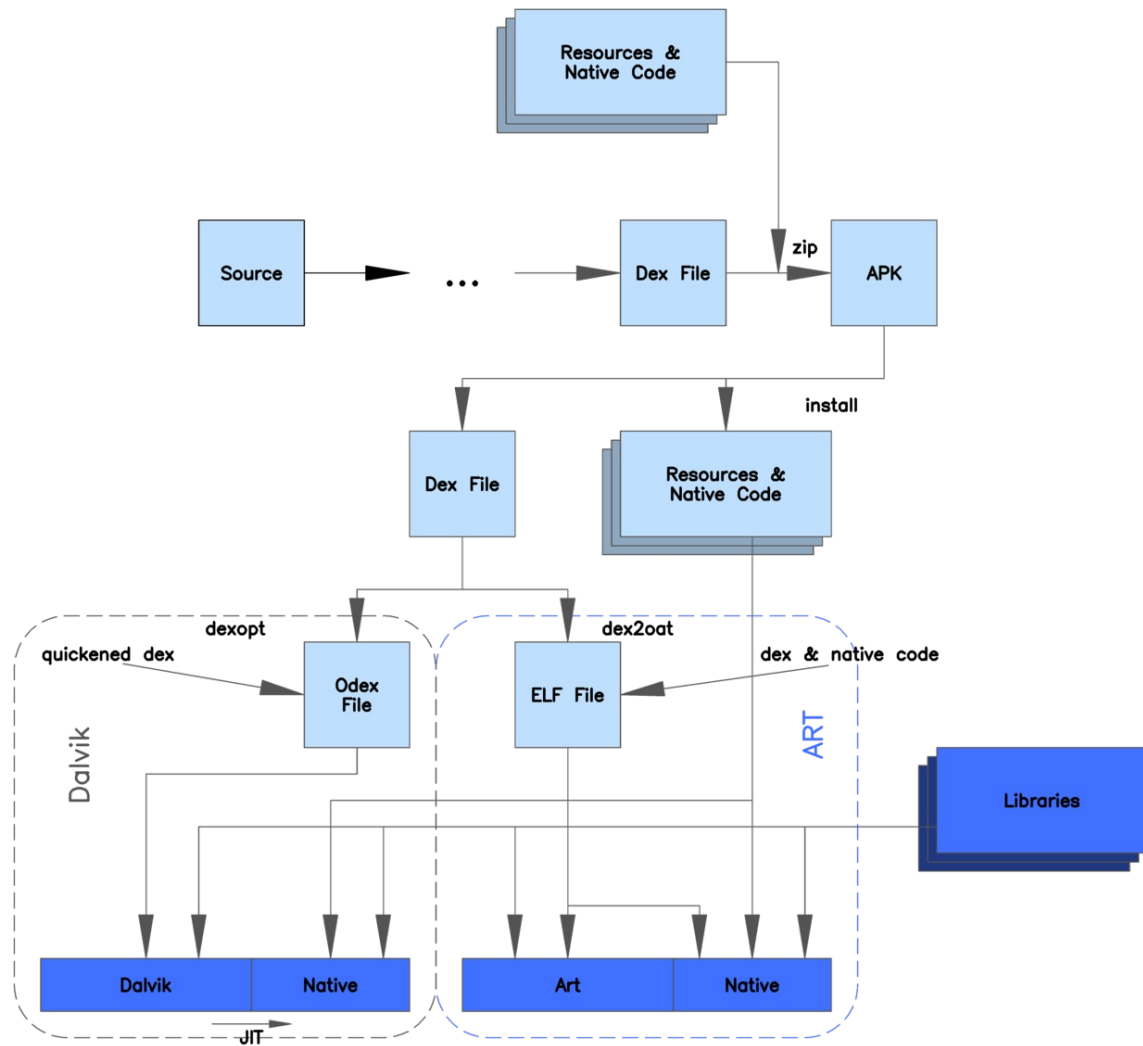 Resources &
Native Code
Source
...
Dex File
zip
APK
install
Dex File
Resources &
Native Code
dexopt
dex2oat
quickened dex
dex & native code
Odex
File
ELF File
Dalvik
ART
Libraries
Dalvik
Native
Art
Native
JIT